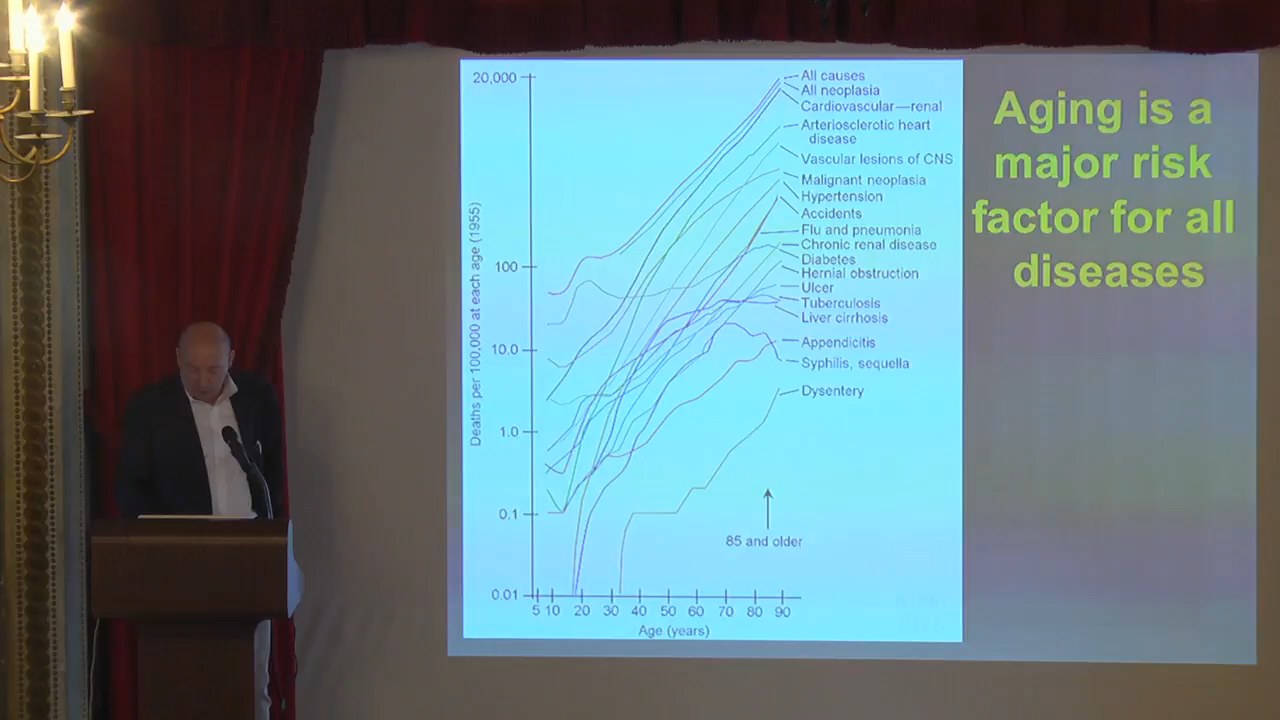 Aging is a
major risk
factor for all
diseases
20,000
100
10.0
1.0
0.1
0.01
Deaths per 100,000 at each age (1955)
All causes
All neoplasia
Cardiovascular—renal
Arteriosclerotic heart
disease
Vascular lesions of CNS
Malignant neoplasia
Hypertension
Accidents
Flu and pneumonia
Chronic renal disease
Diabetes
Hernial obstruction
Ulcer
Tuberculosis
Liver cirrhosis
Appendicitis
Syphilis, sequella
Dysentery
85 and older
5 10 20 30 40 50 60 70 80 90
Age (years)